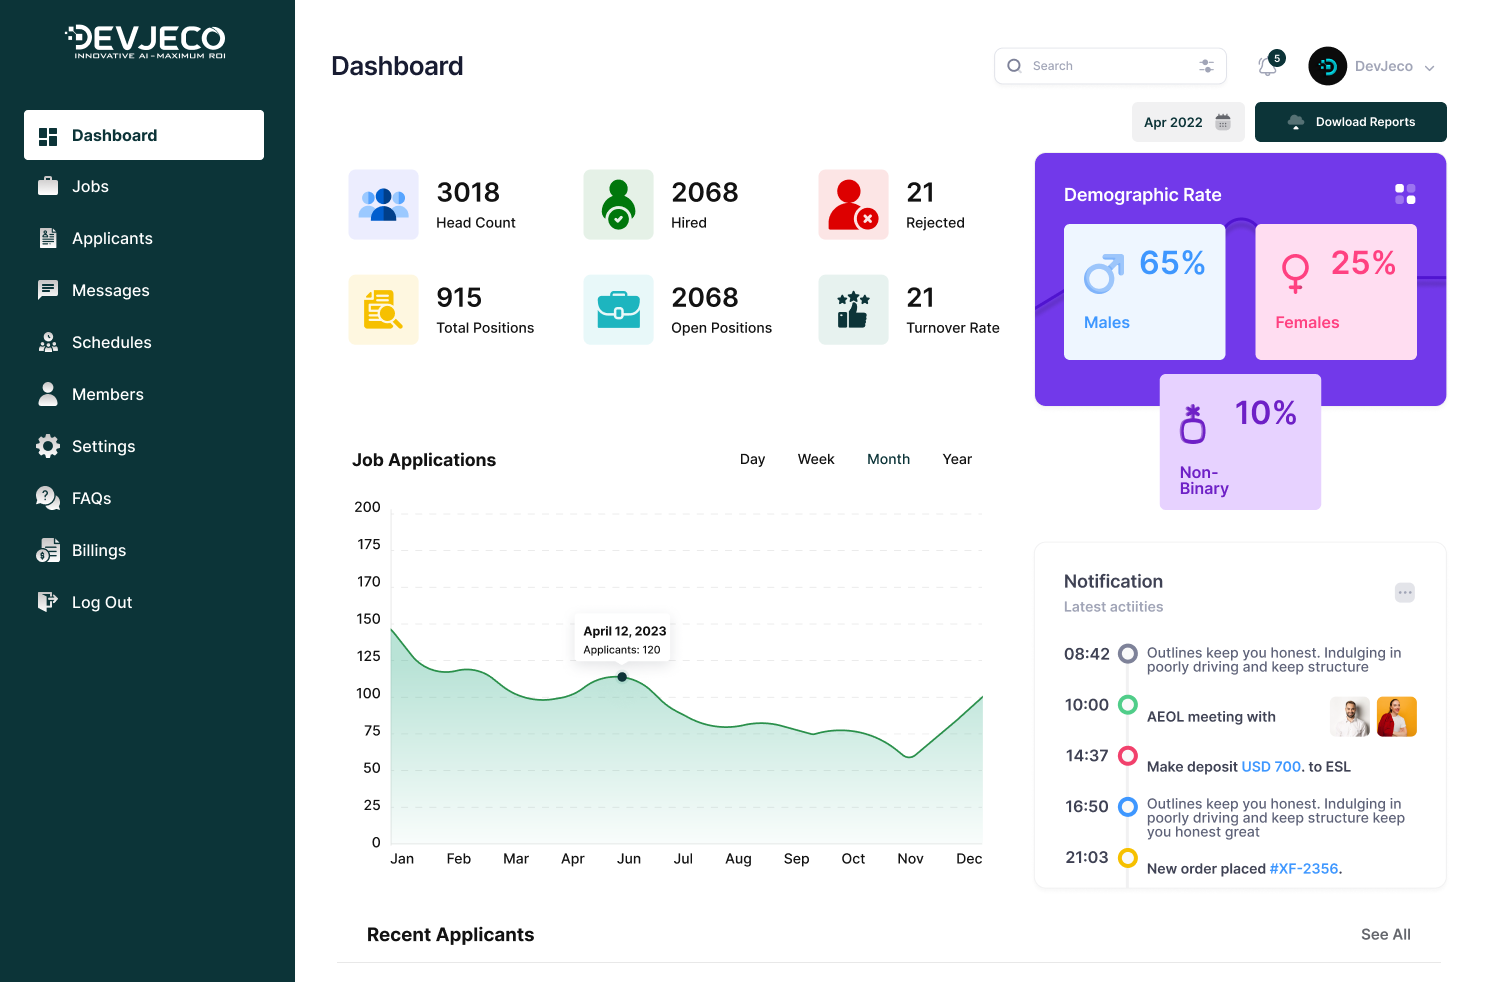 DEVJECO
INNOVATIVE AI-MAXIMUM ROI
Dashboard
Jobs
Applicants
Messages
Schedules
Members
Settings
FAQs
Billings
Log Out
Dashboard
Search
5
DevJeco
Apr 2022
Dowload Reports
3018
Head Count
2068
Hired
21
Rejected
915
Total Positions
2068
Open Positions
21
Turnover Rate
Demographic Rate
65%
Males
25%
Females
10%
Non-
Binary
Job Applications
Day Week Month Year
200
175
170
150
125
100
75
50
25
0
April 12, 2023
Applicants: 120
Jan Feb Mar Apr Jun Jul Aug Sep Oct Nov Dec
Notification
Latest actiities
08:42 Outlines keep you honest. Indulging in
poorly driving and keep structure
10:00 AEOL meeting with
14:37 Make deposit USD 700. to ESL
16:50 Outlines keep you honest. Indulging in
poorly driving and keep structure keep
you honest great
21:03 New order placed #XF-2356.
Recent Applicants
See All